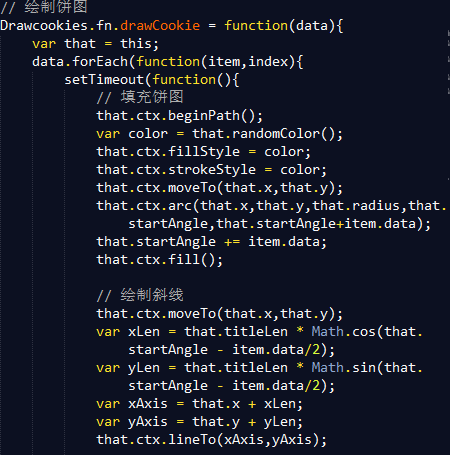 // 绘制饼图
Drawcookies.fn.drawCookie = function(data){
    var that = this;
    data.forEach(function(item,index){
        setTimeout(function(){
            // 填充饼图
            that.ctx.beginPath();
            var color = that.randomColor();
            that.ctx.fillStyle = color;
            that.ctx.strokeStyle = color;
            that.ctx.moveTo(that.x,that.y);
            that.ctx.arc(that.x,that.y,that.radius,that.
                startAngle,that.startAngle+item.data);
            that.startAngle += item.data;
            that.ctx.fill();

            // 绘制斜线
            that.ctx.moveTo(that.x,that.y);
            var xLen = that.titleLen * Math.cos(that.
                startAngle - item.data/2);
            var yLen = that.titleLen * Math.sin(that.
                startAngle - item.data/2);
            var xAxis = that.x + xLen;
            var yAxis = that.y + yLen;
            that.ctx.lineTo(xAxis,yAxis);